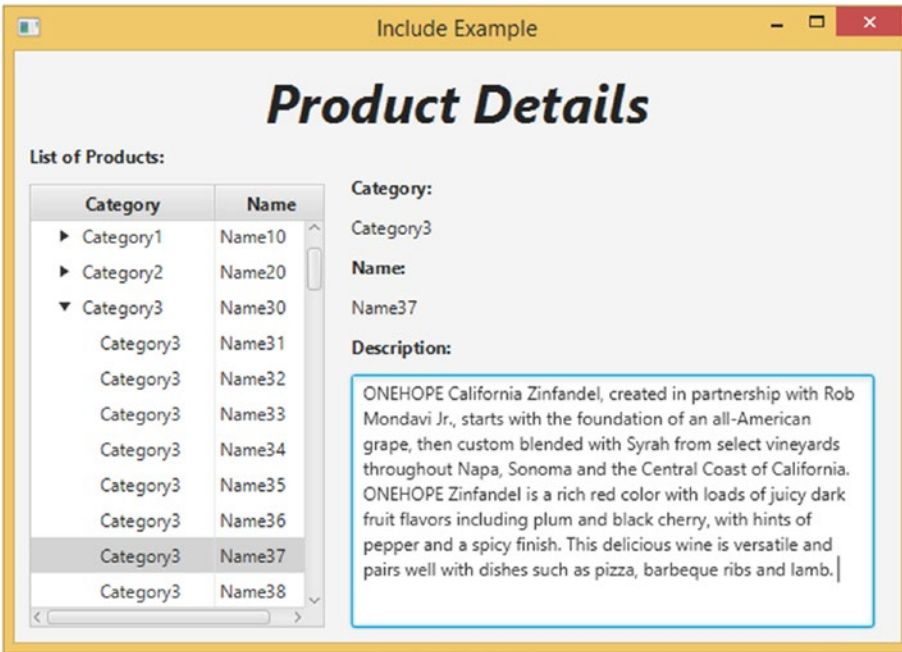 Include Example
Product Details
List of Products:
Category Name
Category1 Name10
Category2 Name20
Category3 Name30
Category3 Name31
Category3 Name32
Category3 Name33
Category3 Name34
Category3 Name35
Category3 Name36
Category3 Name37
Category3 Name38
Category:
Category3
Name:
Name37
Description:
ONEHOPE California Zinfandel, created in partnership with Rob
Mondavi Jr., starts with the foundation of an all-American
grape, then custom blended with Syrah from select vineyards
throughout Napa, Sonoma and the Central Coast of California.
ONEHOPE Zinfandel is a rich red color with loads of juicy dark
fruit flavors including plum and black cherry, with hints of
pepper and a spicy finish. This delicious wine is versatile and
pairs well with dishes such as pizza, barbeque ribs and lamb.